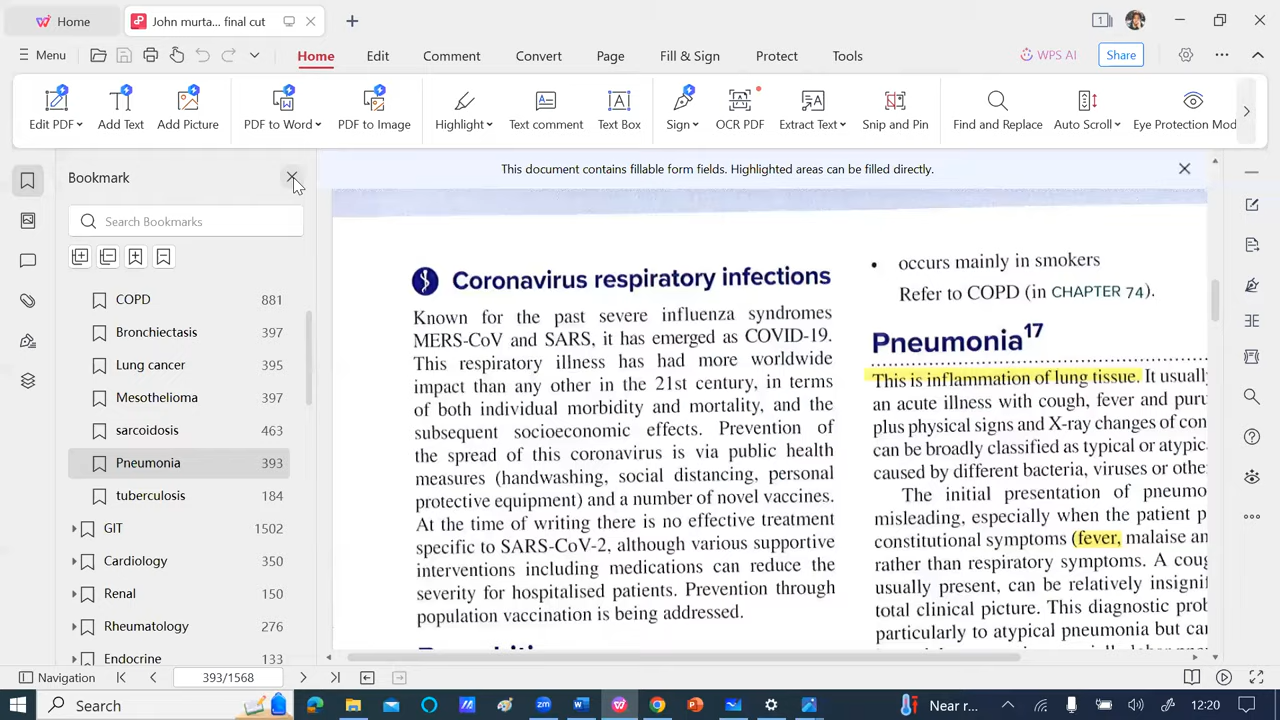 Home
John murta... final cut
1
Menu
Home
Edit
Comment
Convert
Page
Fill & Sign
Protect
Tools
WPS AI
Share
Edit PDF
Add Text
Add Picture
PDF to Word
PDF to Image
Highlight
Text comment
Text Box
Sign
OCR PDF
Extract Text
Snip and Pin
Find and Replace
Auto Scroll
Eye Protection Mod
Bookmark
Search Bookmarks
COPD 881
Bronchiectasis 397
Lung cancer 395
Mesothelioma 397
sarcoidosis 463
Pneumonia 393
tuberculosis 184
GIT 1502
Cardiology 350
Renal 150
Rheumatology 276
Endocrine 133
This document contains fillable form fields. Highlighted areas can be filled directly.
Coronavirus respiratory infections
Known for the past severe influenza syndromes
MERS-CoV and SARS, it has emerged as COVID-19.
This respiratory illness has had more worldwide
impact than any other in the 21st century, in terms
of both individual morbidity and mortality, and the
subsequent socioeconomic effects. Prevention of
the spread of this coronavirus is via public health
measures (handwashing, social distancing, personal
protective equipment) and a number of novel vaccines.
At the time of writing there is no effective treatment
specific to SARS-CoV-2, although various supportive
interventions including medications can reduce the
severity for hospitalised patients. Prevention through
population vaccination is being addressed.
• occurs mainly in smokers
Refer to COPD (in CHAPTER 74).
Pneumonia17
This is inflammation of lung tissue. It usually
an acute illness with cough, fever and puru
plus physical signs and X-ray changes of con
can be broadly classified as typical or atypic
caused by different bacteria, viruses or othe
The initial presentation of pneumo
misleading, especially when the patient p
constitutional symptoms (fever, malaise an
rather than respiratory symptoms. A coug
usually present, can be relatively insignif
total clinical picture. This diagnostic prob
particularly to atypical pneumonia but can
Navigation
393/1568
Search
zm
Near r...
12:20